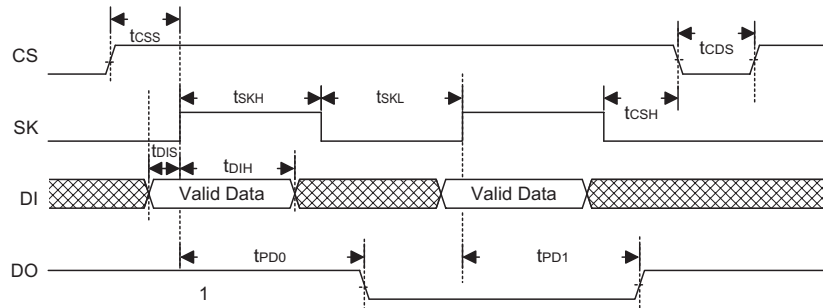 tCSS
tCDS
CS
tSKH
tSKL
tCSH
SK
tDIS
tDIH
DI
Valid Data
Valid Data
tPD0
tPD1
DO
1